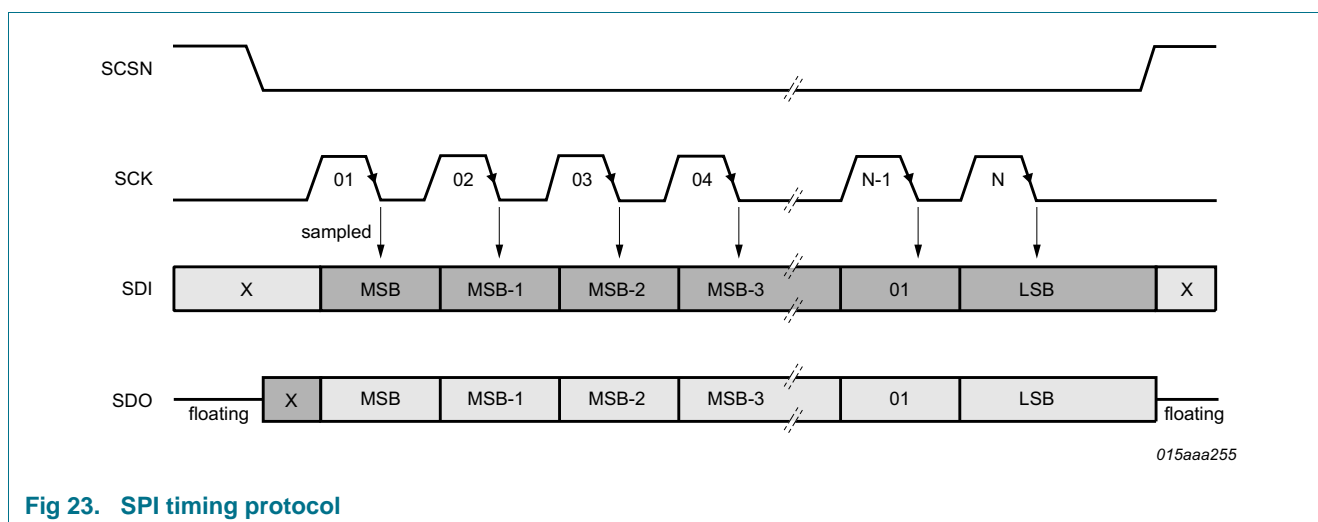 SCSN
SCK
01 02 03 04 N-1 N
sampled
SDI
X MSB MSB-1 MSB-2 MSB-3 01 LSB X
SDO
X MSB MSB-1 MSB-2 MSB-3 01 LSB
floating floating
015aaa255
Fig 23. SPI timing protocol